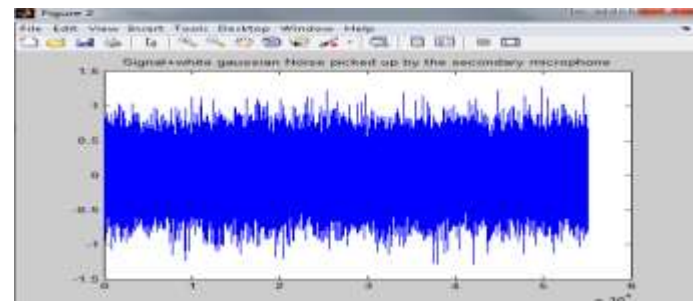 Figure 2
File Edit View Insert Tools Desktop Window Help
Signal+white gaussian Noise picked up by the secondary microphone
1.5
1
0.5
0
-0.5
-1
-1.5
0 1 2 3 4 5 6